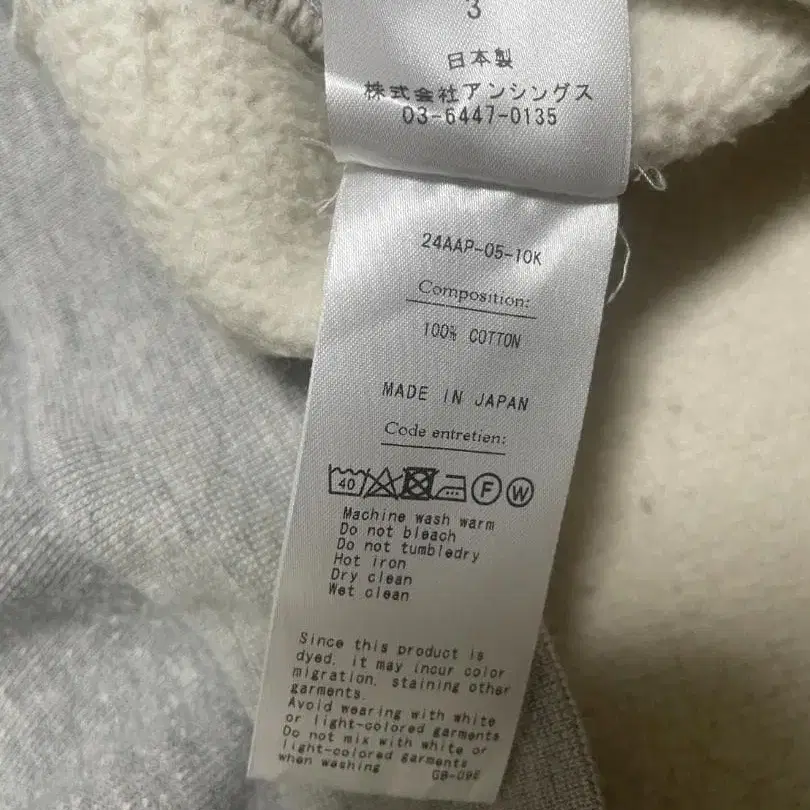 3
日本製
株式会社アンシングス
03-6447-0135
24AAP-05-10K
Composition:
100% COTTON
MADE IN JAPAN
Code entretien:
40 F W
Machine wash warm
Do not bleach
Do not tumbledry
Hot iron
Dry clean
Wet clean
Since this product is
dyed, it may incur color
migration, staining other
garments.
Avoid wearing with white
or light-colored garments
Do not mix with white or
light-colored garments
when washing GB-09E